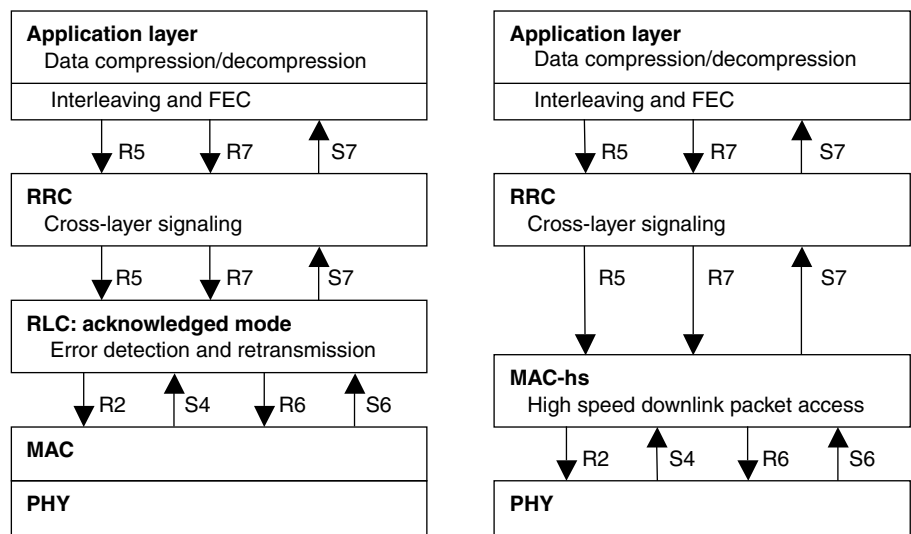 Application layer
Data compression/decompression
Interleaving and FEC
R5 R7 S7
RRC
Cross-layer signaling
R5 R7 S7
RLC: acknowledged mode
Error detection and retransmission
R2 S4 R6 S6
MAC
PHY
Application layer
Data compression/decompression
Interleaving and FEC
R5 R7 S7
RRC
Cross-layer signaling
R5 R7 S7
MAC-hs
High speed downlink packet access
R2 S4 R6 S6
PHY